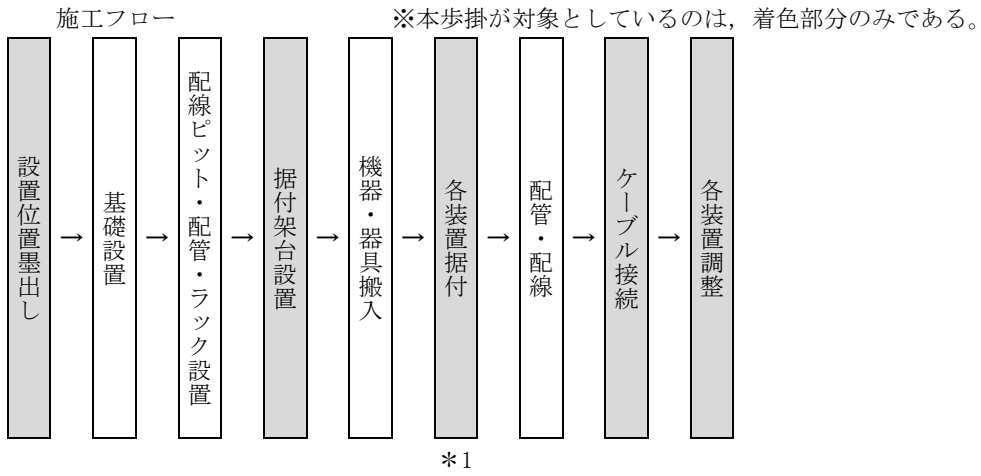 施工フロー
※本歩掛が対象としているのは，着色部分のみである。
設置位置墨出し
→
基礎設置
→
配線ピット・配管・ラック設置
→
据付架台設置
→
機器・器具搬入
→
各装置据付
→
配管・配線
→
ケーブル接続
→
各装置調整
＊1